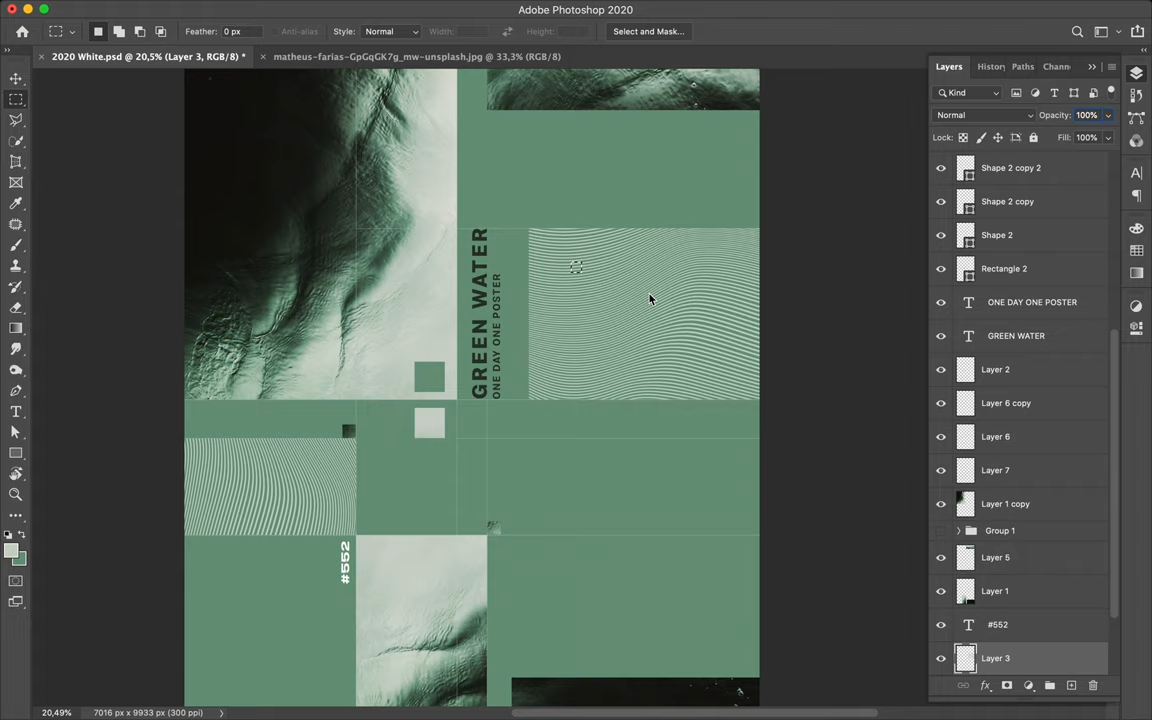 Adobe Photoshop 2020
Feather: 0 px
Anti-alias
Style: Normal
Width:
Height:
Select and Mask...
2020 White.psd @ 20,5% (Layer 3, RGB/8) *
matheus-farias-GpGqGK7g_mw-unsplash.jpg @ 33,3% (RGB/8)
Layers
History
Paths
Chann
Kind
Normal
Opacity: 100%
Lock:
Fill: 100%
Shape 2 copy 2
Shape 2 copy
Shape 2
Rectangle 2
ONE DAY ONE POSTER
GREEN WATER
Layer 2
Layer 6 copy
Layer 6
Layer 7
Layer 1 copy
Group 1
Layer 5
Layer 1
#552
Layer 3
GREEN WATER
ONE DAY ONE POSTER
#552
20,49%
7016 px x 9933 px (300 ppi)